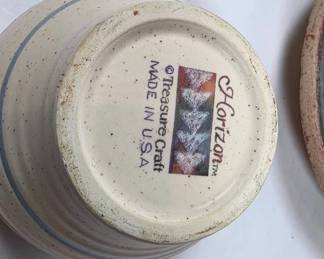 Horizon™
© Treasure Craft
MADE IN U.S.A.